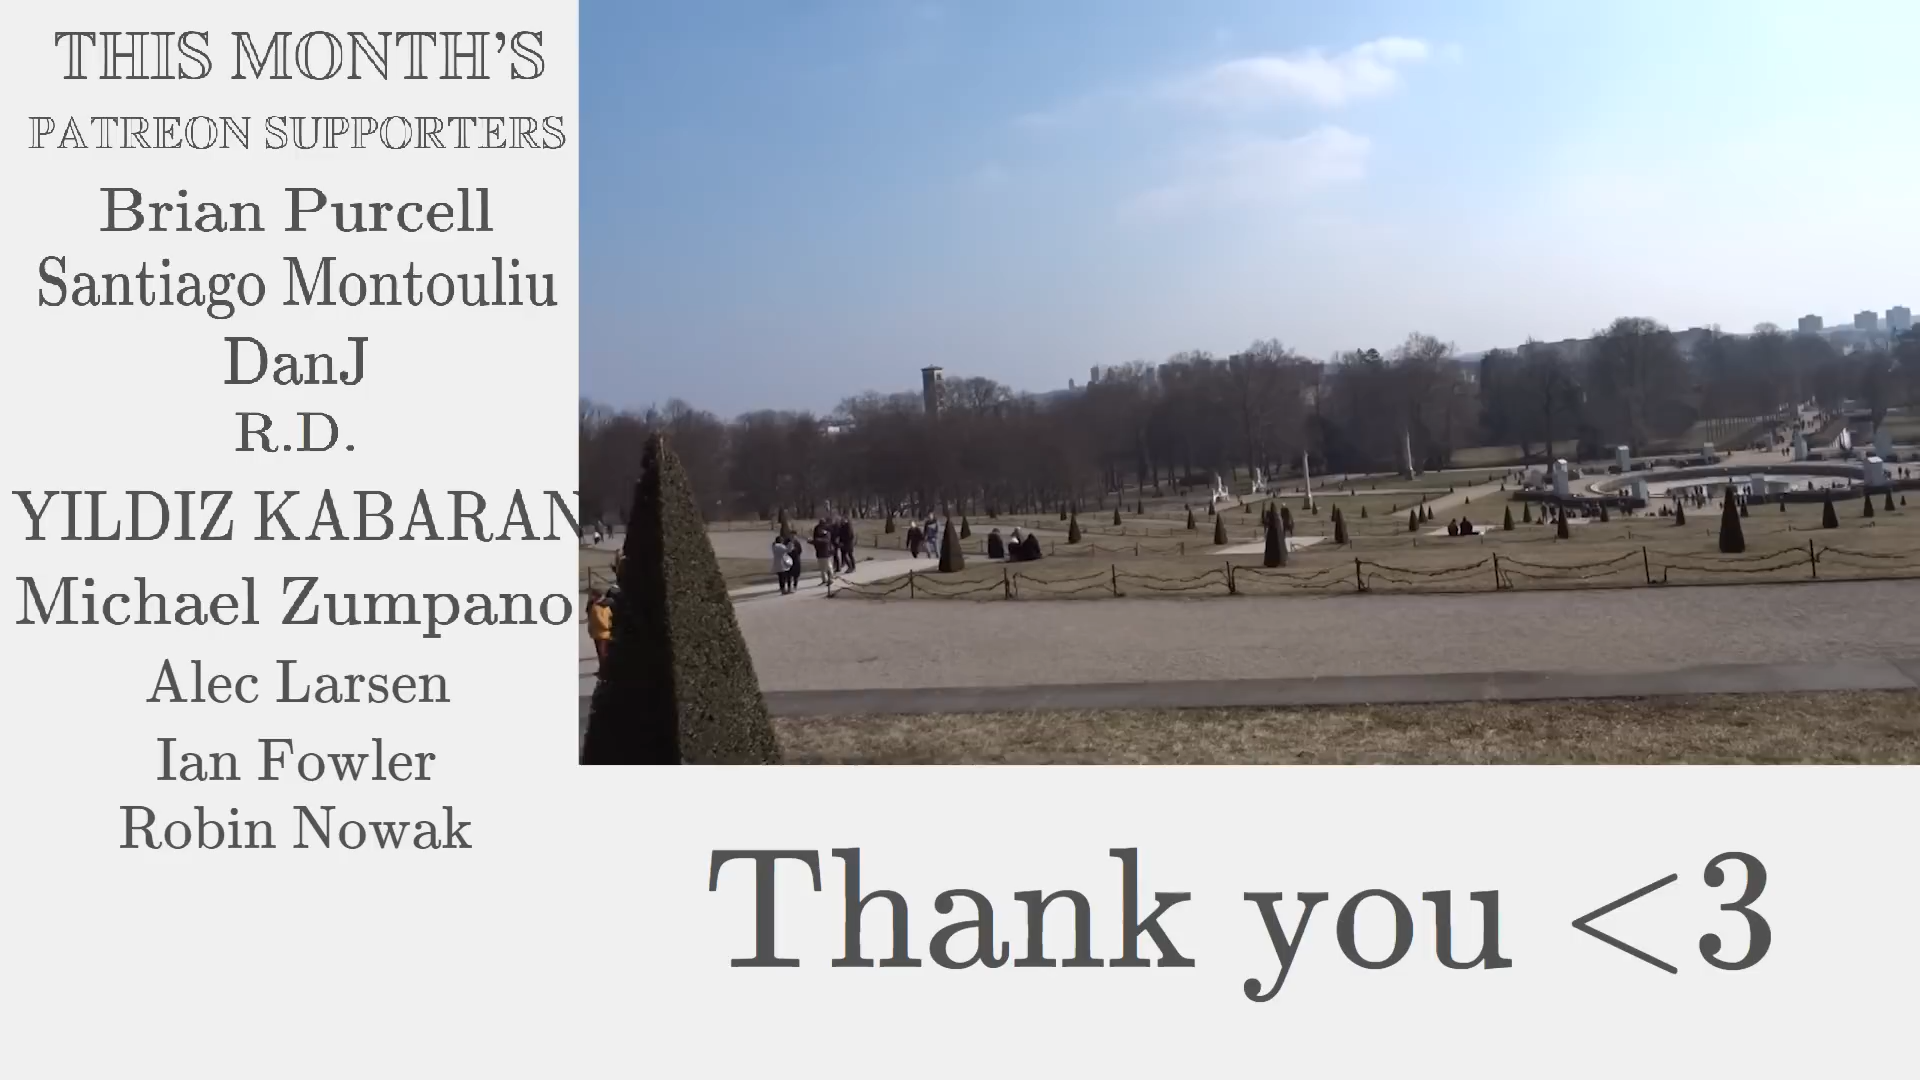 THIS MONTH'S
PATREON SUPPORTERS
Brian Purcell
Santiago Montouliu
DanJ
R.D.
YILDIZ KABARAN
Michael Zumpano
Alec Larsen
Ian Fowler
Robin Nowak
Thank you <3